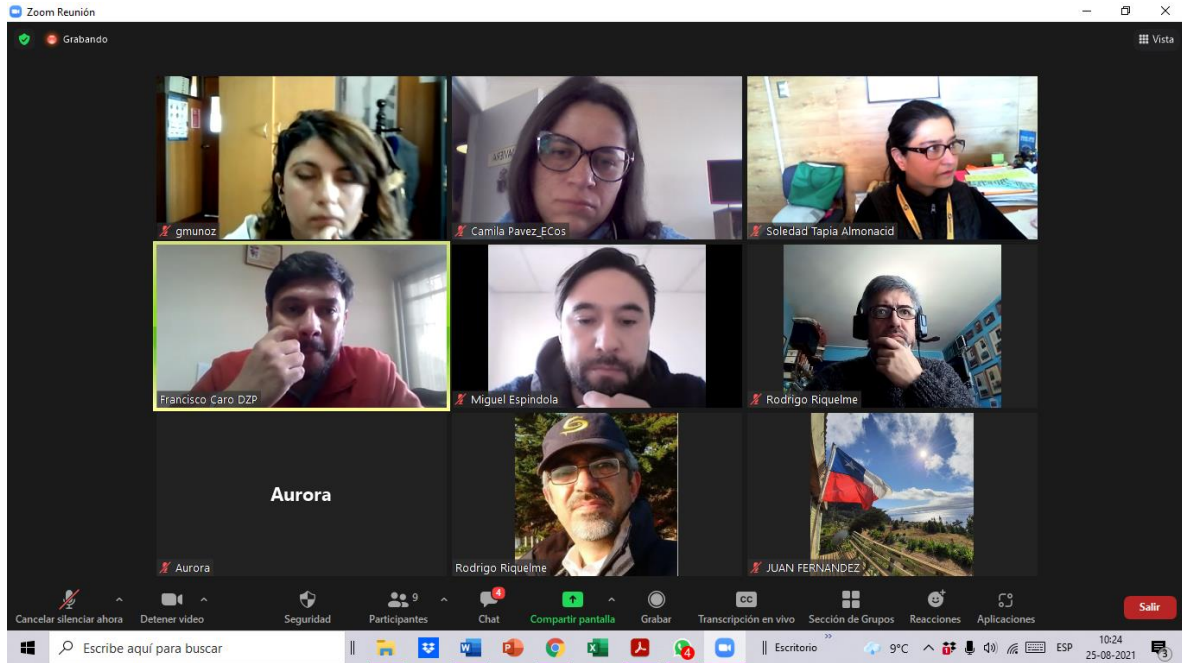 Zoom Reunión
Grabando
Vista
gmunoz
Camila Pavez_ECos
Soledad Tapia Almonacid
Francisco Caro DZP
Miguel Espindola
Rodrigo Riquelme
Aurora
Aurora
Rodrigo Riquelme
JUAN FERNANDEZ
9
4
Cancelar silenciar ahora
Detener video
Seguridad
Participantes
Chat
Compartir pantalla
Grabar
CC
Transcripción en vivo
Sección de Grupos
Reacciones
Aplicaciones
Salir
Escribe aquí para buscar
4
Escritorio
9°C
ESP
10:24
25-08-2021
3